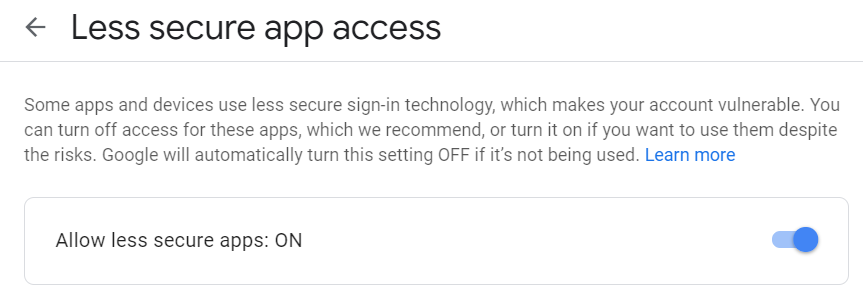 Less secure app access
Some apps and devices use less secure sign-in technology, which makes your account vulnerable. You
can turn off access for these apps, which we recommend, or turn it on if you want to use them despite
the risks. Google will automatically turn this setting OFF if it’s not being used. Learn more
Allow less secure apps: ON